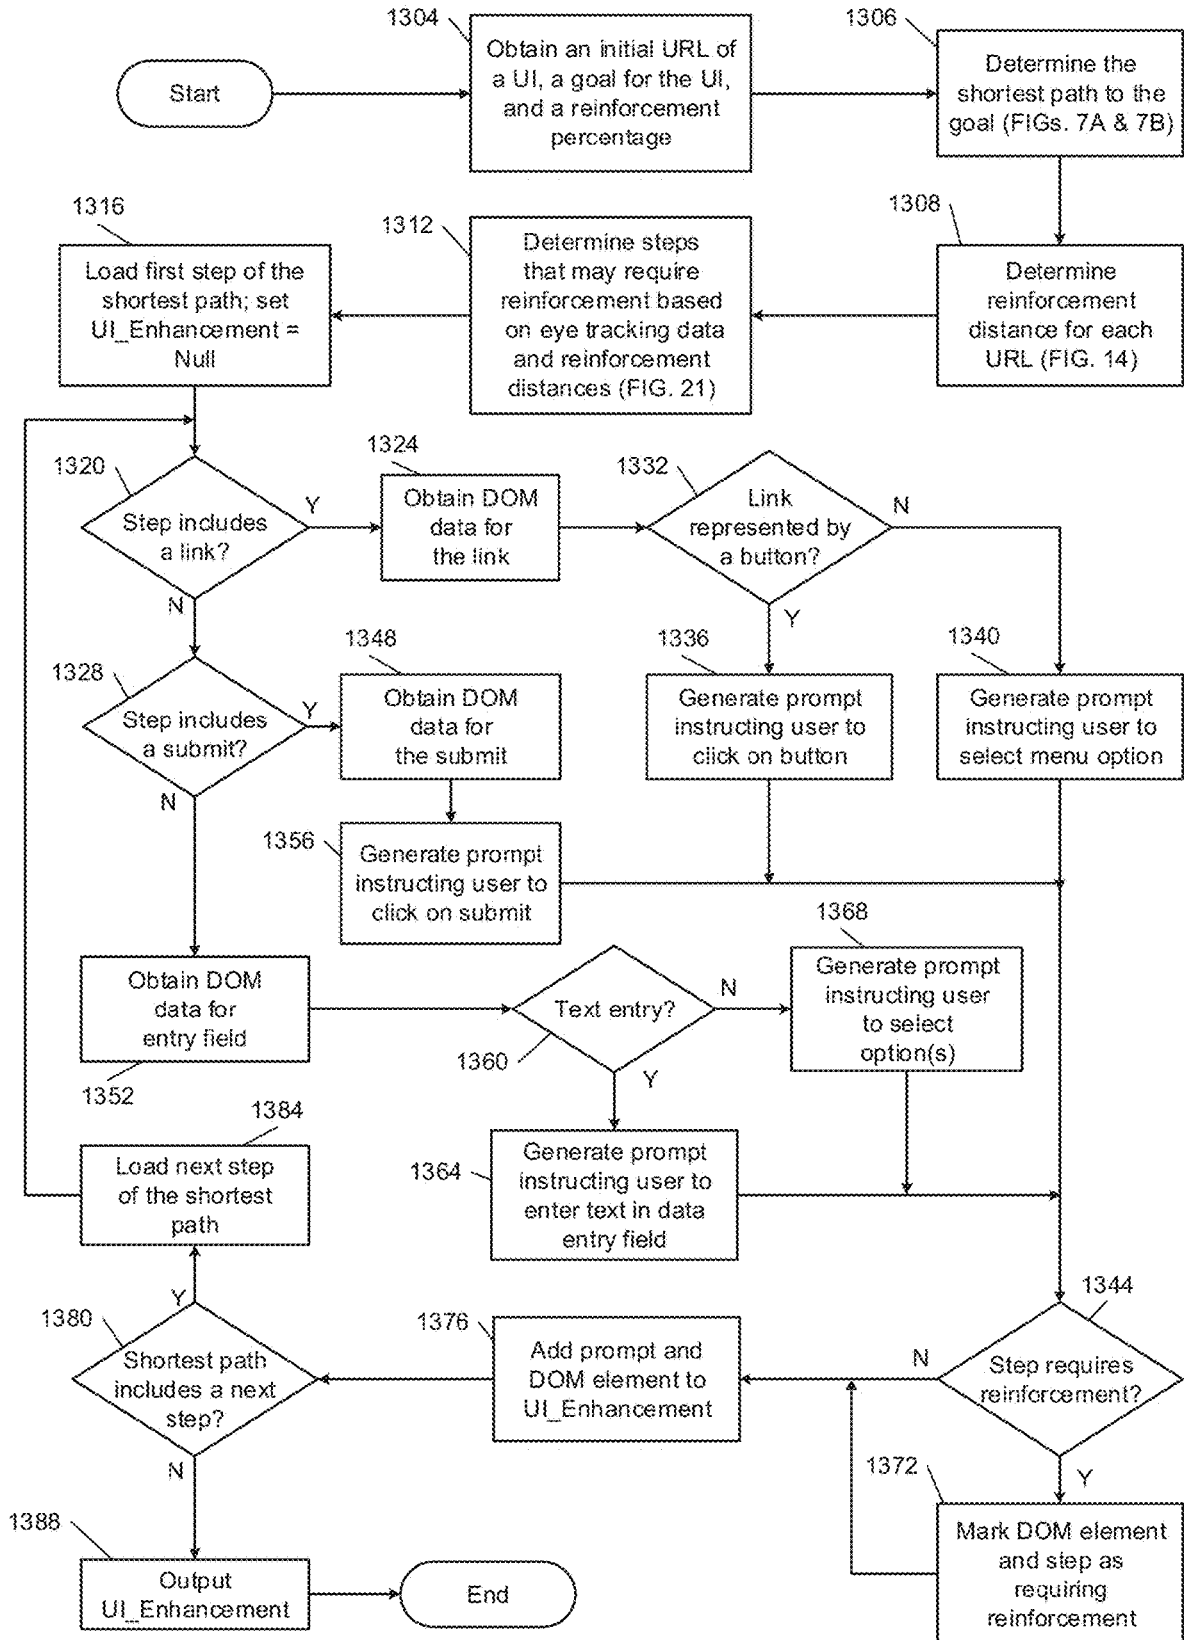 1304
1306
Start
Obtain an initial URL of
a UI, a goal for the UI,
and a reinforcement
percentage
Determine the
shortest path to the
goal (FIGs. 7A & 7B)
1316
1312
1308
Load first step of the
shortest path; set
UI_Enhancement =
Null
Determine steps
that may require
reinforcement based
on eye tracking data
and reinforcement
distances (FIG. 21)
Determine
reinforcement
distance for each
URL (FIG. 14)
1320
Step includes
a link?
Y
N
1324
Obtain DOM
data for
the link
1332
Link
represented by
a button?
N
Y
1328
Step includes
a submit?
Y
N
1348
Obtain DOM
data for
the submit
1336
Generate prompt
instructing user to
click on button
1340
Generate prompt
instructing user to
select menu option
1356
Generate prompt
instructing user to
click on submit
Obtain DOM
data for
entry field
1352
Text entry?
1360
N
Y
1368
Generate prompt
instructing user
to select
option(s)
1384
Load next step
of the shortest
path
1364
Generate prompt
instructing user to
enter text in data
entry field
1344
Step requires
reinforcement?
N
Y
1376
Add prompt and
DOM element to
UI_Enhancement
1380
Shortest path
includes a next
step?
Y
N
1372
Mark DOM element
and step as
requiring
reinforcement
1388
Output
UI_Enhancement
End